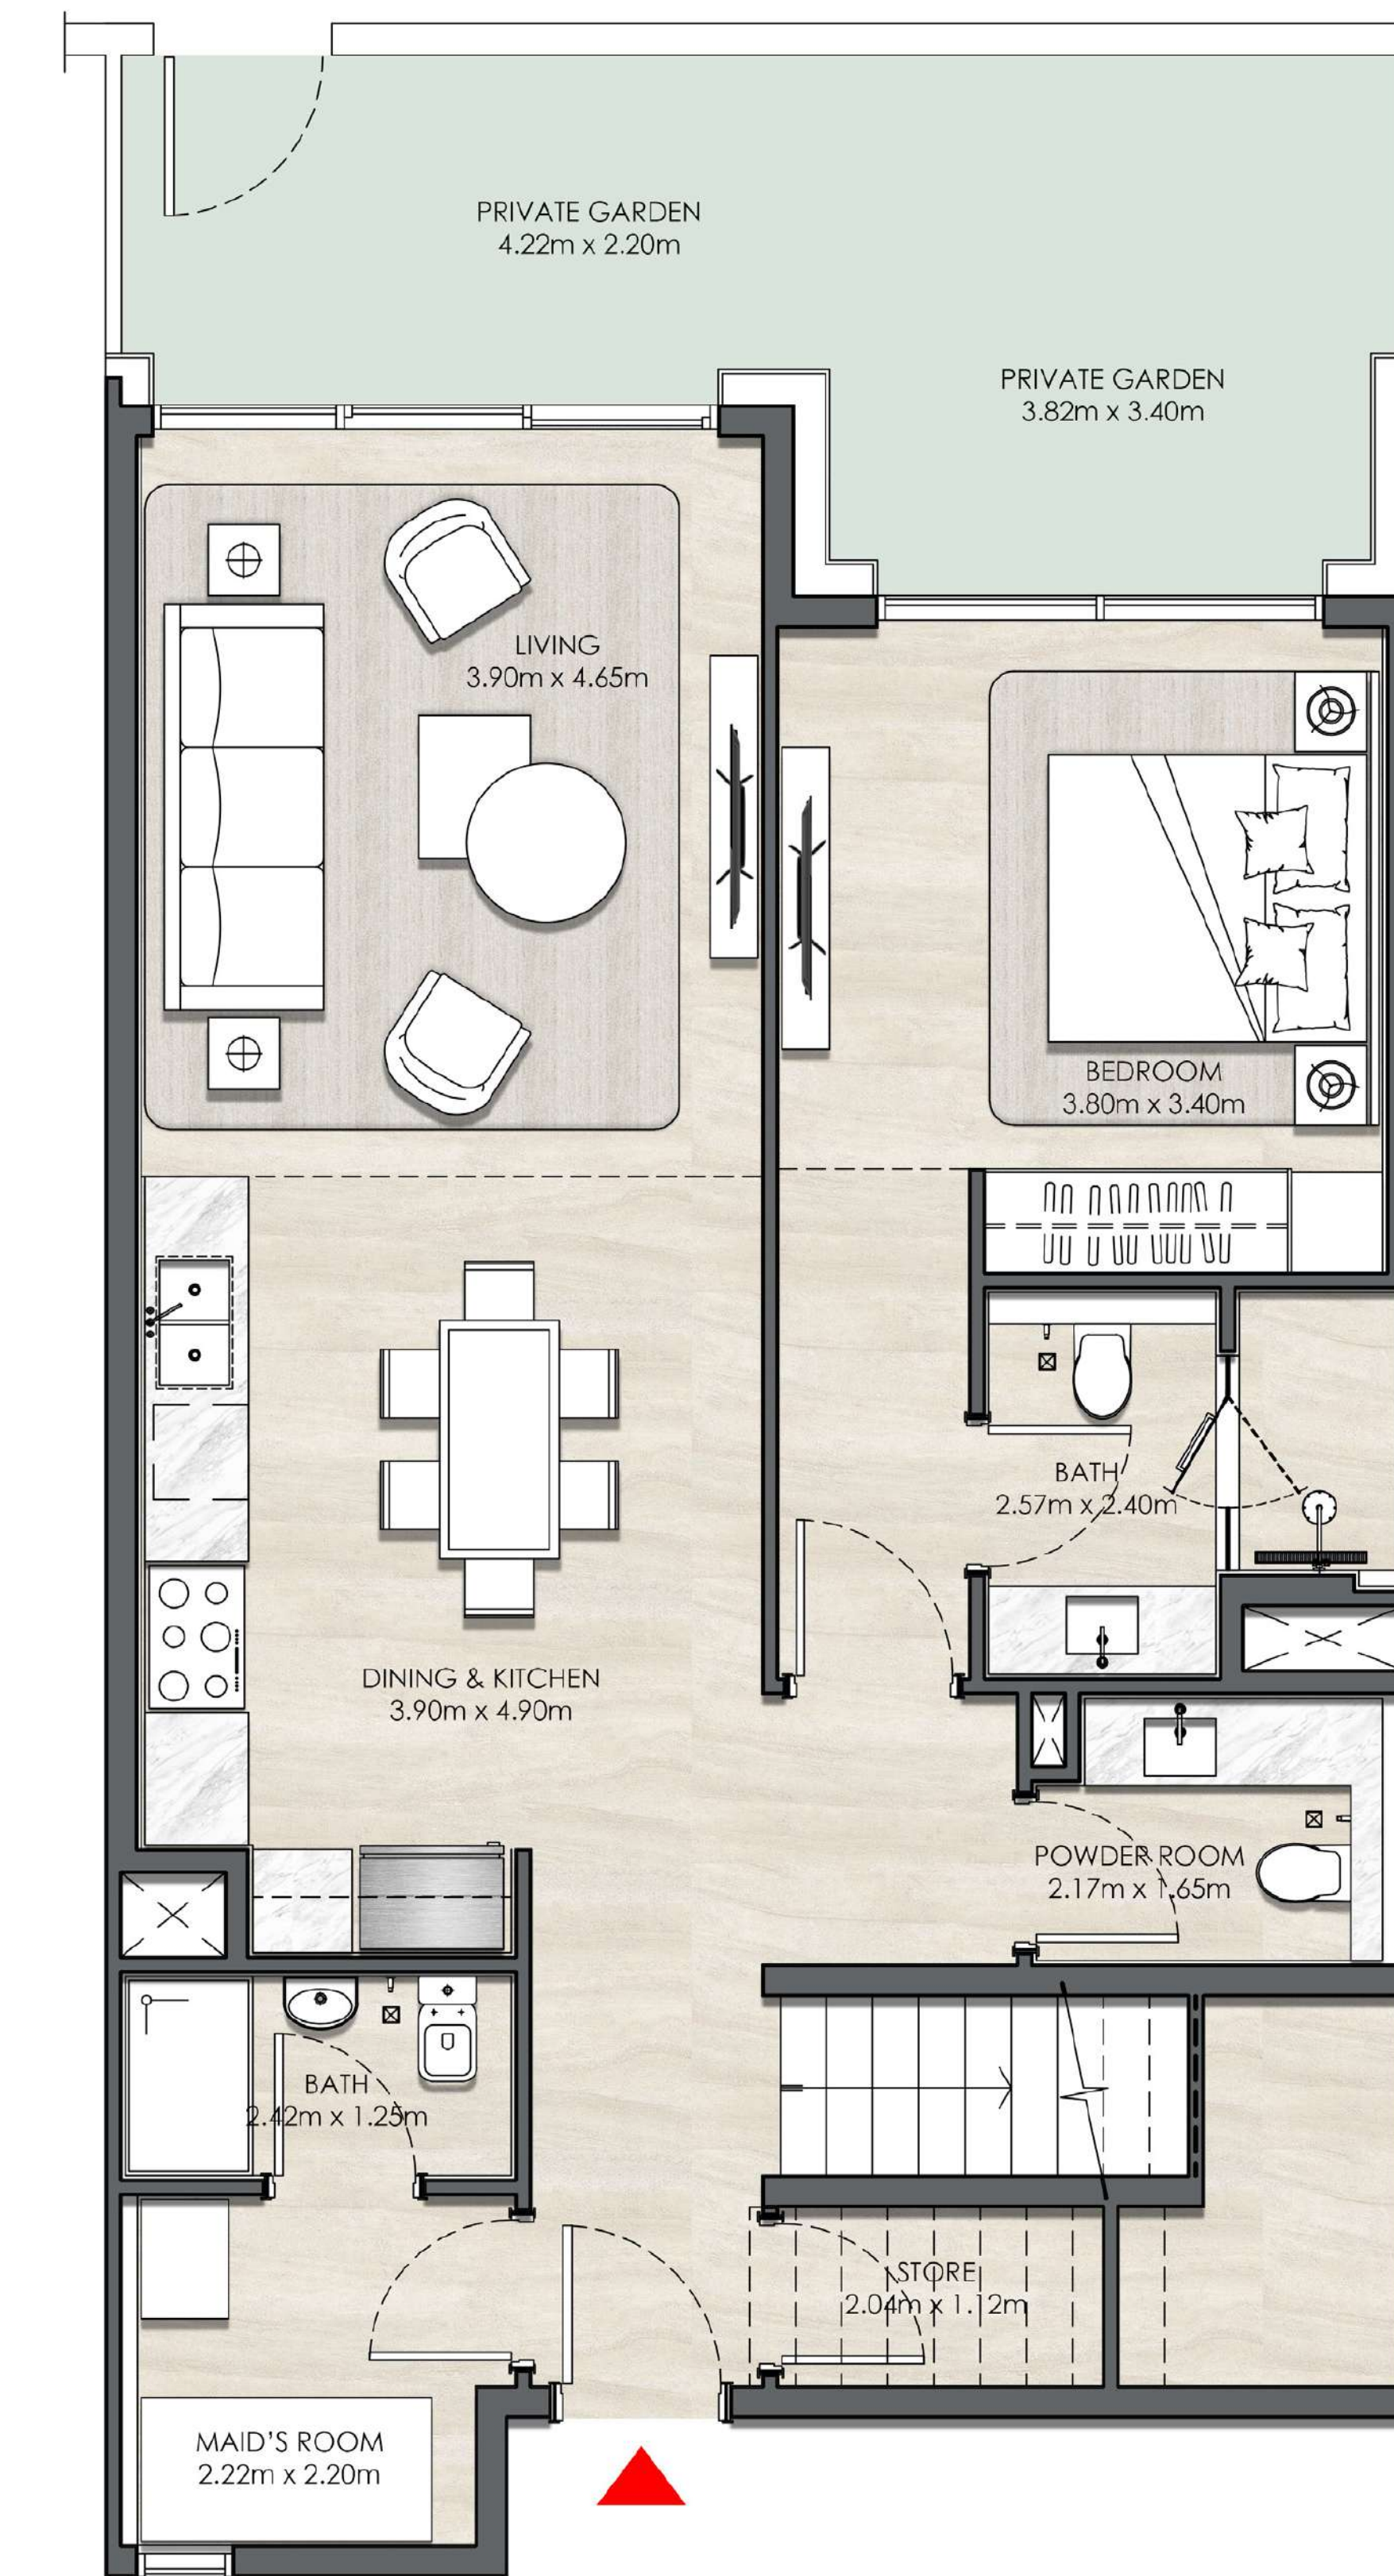 PRIVATE GARDEN
4.22m x 2.20m
PRIVATE GARDEN
3.82m x 3.40m
LIVING
3.90m x 4.65m
BEDROOM
3.80m x 3.40m
BATH
2.57m x 2.40m
DINING & KITCHEN
3.90m x 4.90m
POWDER ROOM
2.17m x 1.65m
BATH
2.42m x 1.25m
STORE
2.04m x 1.12m
MAID'S ROOM
2.22m x 2.20m